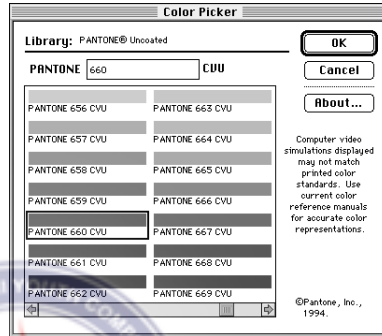 Color Picker
Library: PANTONE® Uncoated
PANTONE 660 CVU
PANTONE 656 CVU
PANTONE 663 CVU
PANTONE 657 CVU
PANTONE 664 CVU
PANTONE 658 CVU
PANTONE 665 CVU
PANTONE 659 CVU
PANTONE 666 CVU
PANTONE 660 CVU
PANTONE 667 CVU
PANTONE 661 CVU
PANTONE 668 CVU
PANTONE 662 CVU
PANTONE 669 CVU
OK
Cancel
About...
Computer video
simulations displayed
may not match
printed color
standards. Use
current color
reference manuals
for accurate color
representations.
©Pantone, Inc.,
1994.